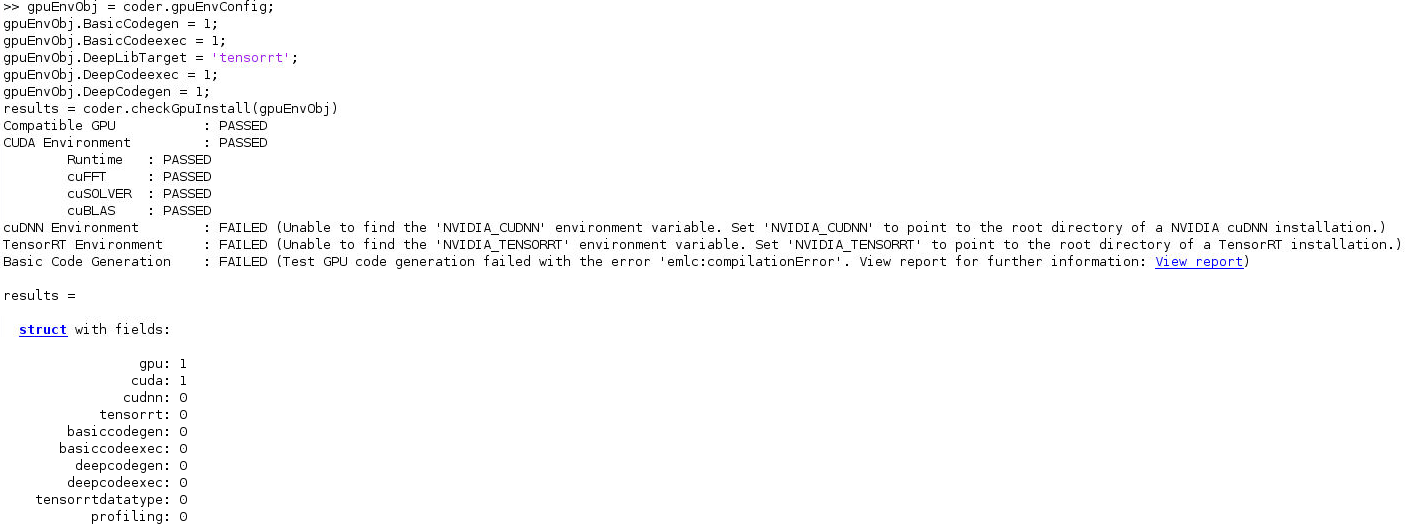 >> gpuEnvObj = coder.gpuEnvConfig;
gpuEnvObj.BasicCodegen = 1;
gpuEnvObj.BasicCodeexec = 1;
gpuEnvObj.DeepLibTarget = 'tensorrt';
gpuEnvObj.DeepCodeexec = 1;
gpuEnvObj.DeepCodegen = 1;
results = coder.checkGpuInstall(gpuEnvObj)
Compatible GPU : PASSED
CUDA Environment : PASSED
Runtime : PASSED
cuFFT : PASSED
cuSOLVER : PASSED
cuBLAS : PASSED
cuDNN Environment : FAILED (Unable to find the 'NVIDIA_CUDNN' environment variable. Set 'NVIDIA_CUDNN' to point to the root directory of a NVIDIA cuDNN installation.)
TensorRT Environment : FAILED (Unable to find the 'NVIDIA_TENSORRT' environment variable. Set 'NVIDIA_TENSORRT' to point to the root directory of a TensorRT installation.)
Basic Code Generation : FAILED (Test GPU code generation failed with the error 'emlc:compilationError'. View report for further information: View report)
results =
struct with fields:
gpu: 1
cuda: 1
cudnn: 0
tensorrt: 0
basiccodegen: 0
basiccodeexec: 0
deepcodegen: 0
deepcodeexec: 0
tensorrtdatatype: 0
profiling: 0